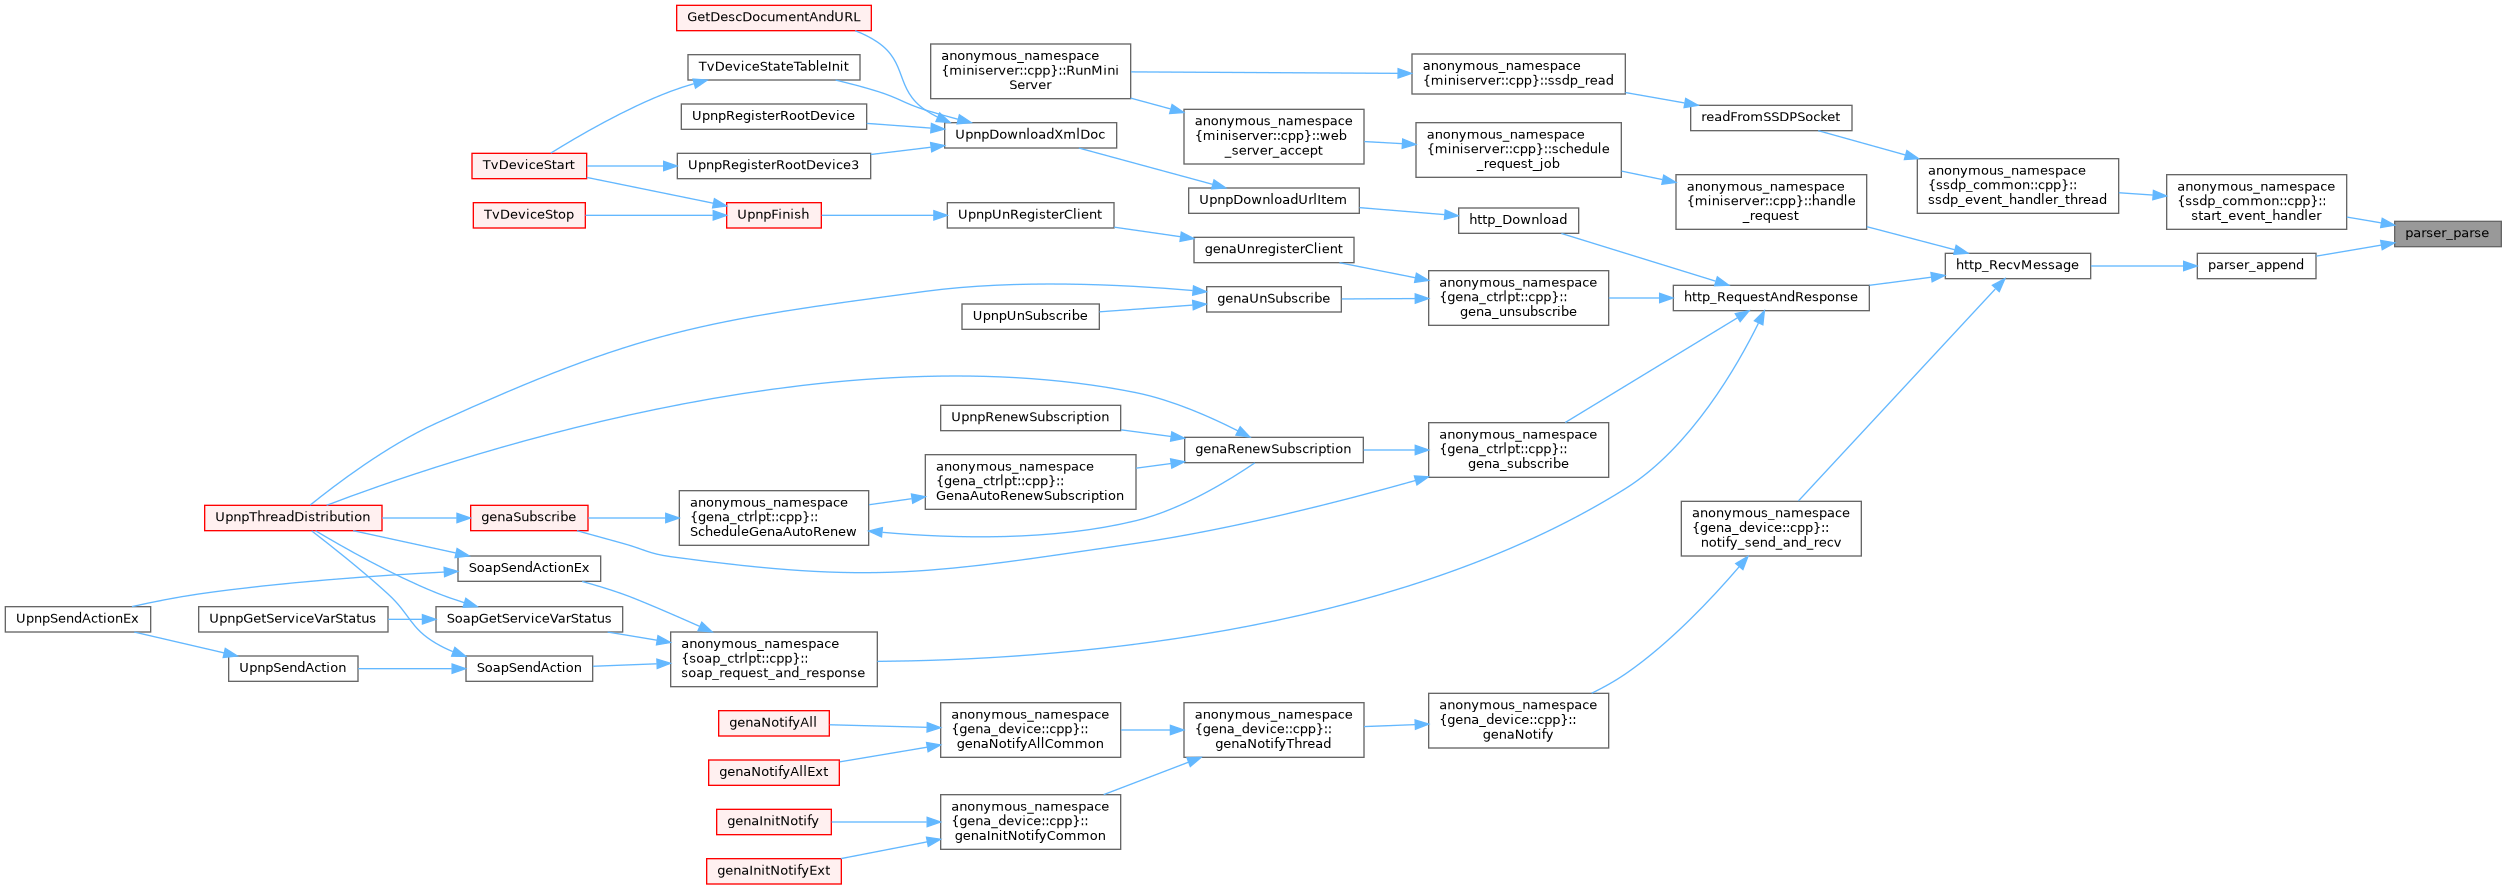 GetDescDocumentAndURL
TvDeviceStateTableInit
UpnpRegisterRootDevice
TvDeviceStart
UpnpRegisterRootDevice3
TvDeviceStop
UpnpFinish
anonymous_namespace
{miniserver::cpp}::RunMini
Server
UpnpDownloadXmlDoc
UpnpUnRegisterClient
anonymous_namespace
{miniserver::cpp}::web
_server_accept
UpnpDownloadUrlItem
genaUnregisterClient
anonymous_namespace
{miniserver::cpp}::ssdp_read
anonymous_namespace
{miniserver::cpp}::schedule
_request_job
http_Download
readFromSSDPSocket
anonymous_namespace
{miniserver::cpp}::handle
_request
anonymous_namespace
{ssdp_common::cpp}::
ssdp_event_handler_thread
anonymous_namespace
{ssdp_common::cpp}::
start_event_handler
parser_parse
http_RecvMessage
parser_append
http_RequestAndResponse
anonymous_namespace
{gena_ctrlpt::cpp}::
gena_unsubscribe
genaUnSubscribe
UpnpUnSubscribe
UpnpRenewSubscription
genaRenewSubscription
anonymous_namespace
{gena_ctrlpt::cpp}::
gena_subscribe
anonymous_namespace
{gena_ctrlpt::cpp}::
GenaAutoRenewSubscription
anonymous_namespace
{gena_ctrlpt::cpp}::
ScheduleGenaAutoRenew
UpnpThreadDistribution
genaSubscribe
SoapSendActionEx
anonymous_namespace
{gena_device::cpp}::
notify_send_and_recv
UpnpSendActionEx
UpnpGetServiceVarStatus
SoapGetServiceVarStatus
UpnpSendAction
SoapSendAction
anonymous_namespace
{soap_ctrlpt::cpp}::
soap_request_and_response
genaNotifyAll
genaNotifyAllExt
anonymous_namespace
{gena_device::cpp}::
genaNotifyAllCommon
anonymous_namespace
{gena_device::cpp}::
genaNotifyThread
anonymous_namespace
{gena_device::cpp}::
genaNotify
genaInitNotify
genaInitNotifyExt
anonymous_namespace
{gena_device::cpp}::
genaInitNotifyCommon